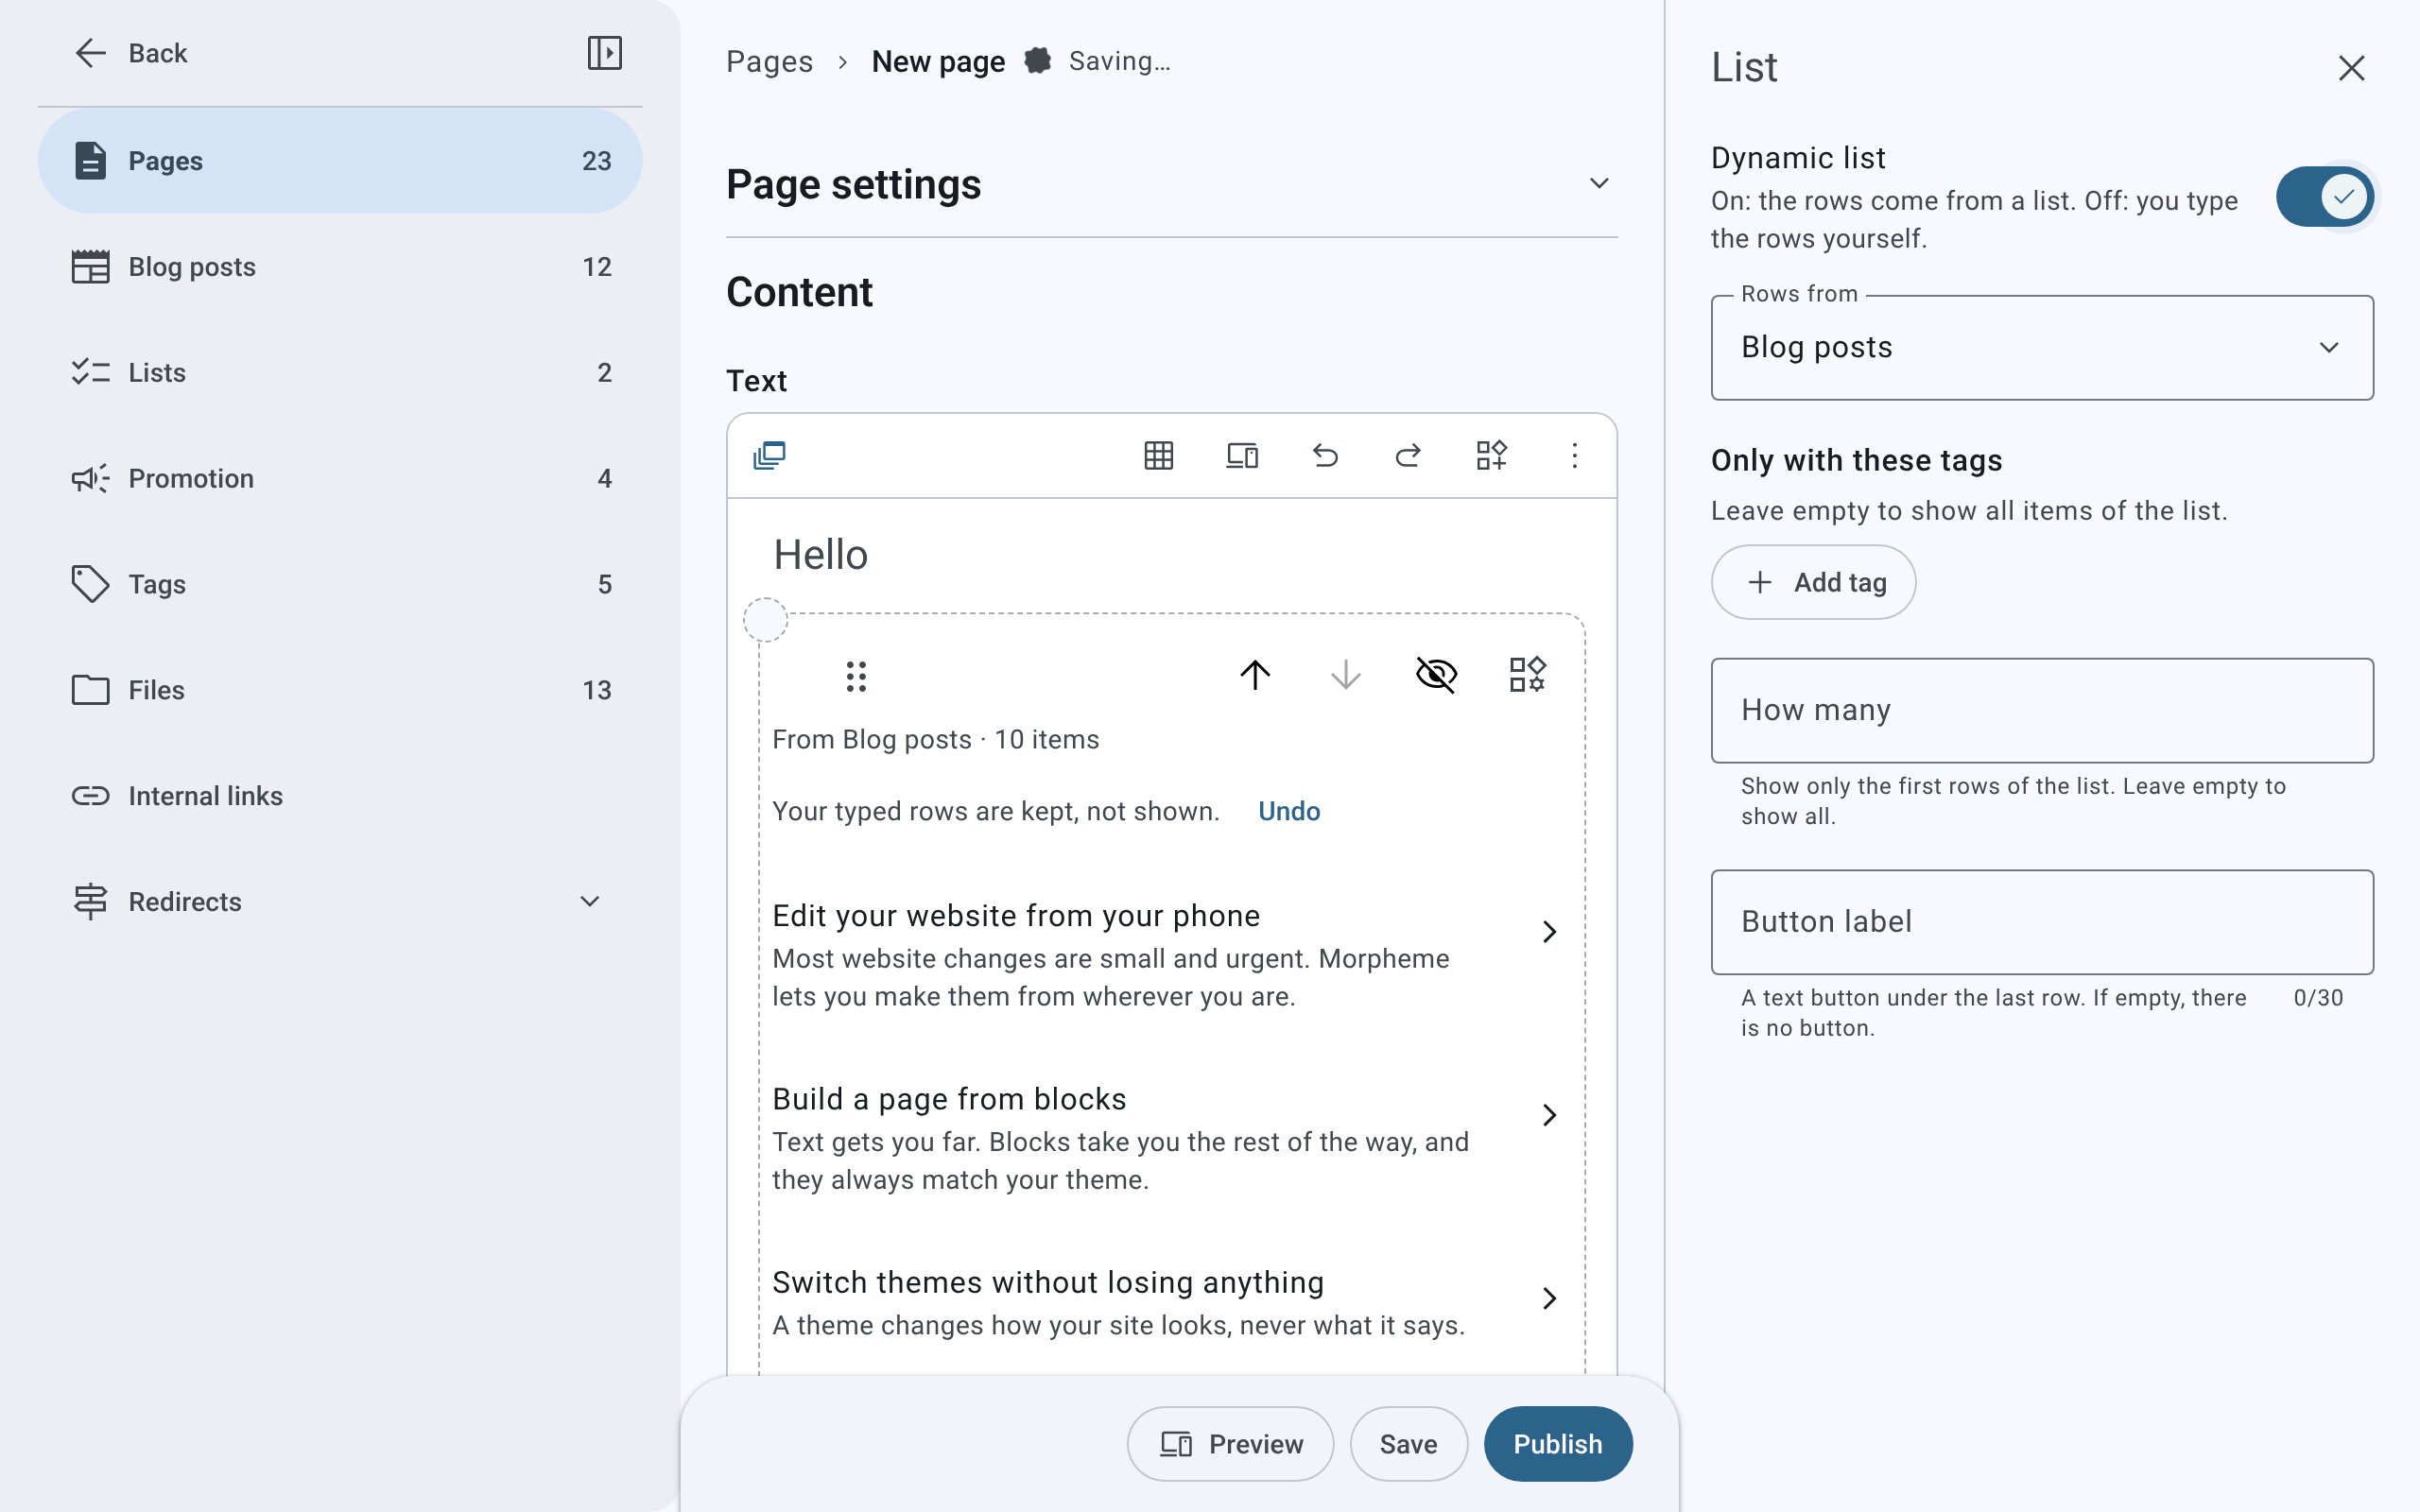 Back
Pages 23
Blog posts 12
Lists 2
Promotion 4
Tags 5
Files 13
Internal links
Redirects
Pages › New page Saving…
Page settings
Content
Text
Hello
From Blog posts · 10 items
Your typed rows are kept, not shown. Undo
Edit your website from your phone
Most website changes are small and urgent. Morpheme
lets you make them from wherever you are.
Build a page from blocks
Text gets you far. Blocks take you the rest of the way, and
they always match your theme.
Switch themes without losing anything
A theme changes how your site looks, never what it says.
Preview Save Publish
List
Dynamic list
On: the rows come from a list. Off: you type
the rows yourself.
Rows from
Blog posts
Only with these tags
Leave empty to show all items of the list.
Add tag
How many
Show only the first rows of the list. Leave empty to
show all.
Button label
A text button under the last row. If empty, there 0/30
is no button.